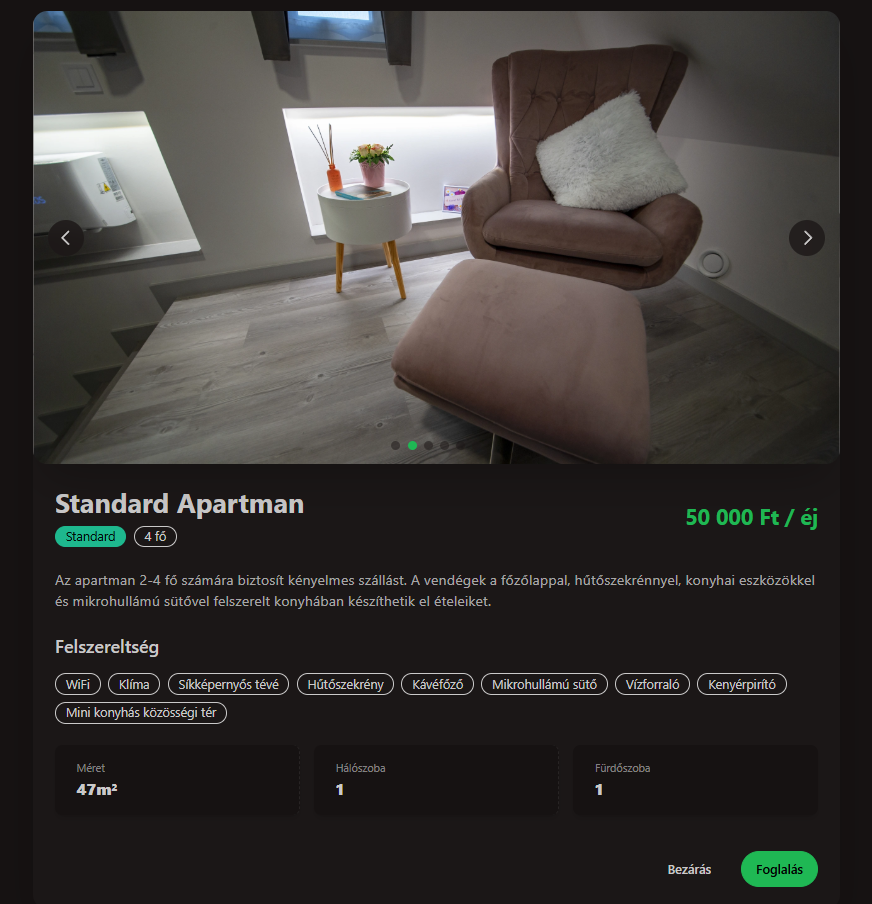 Standard Apartman
50 000 Ft / éj
Standard
4 fő
Az apartman 2-4 fő számára biztosít kényelmes szállást. A vendégek a főzőlappal, hűtőszekrénnyel, konyhai eszközökkel
és mikrohullámú sütővel felszerelt konyhában készíthetik el ételeiket.
Felszereltség
WiFi Klíma Síkképernyős tévé Hűtőszekrény Kávéfőző Mikrohullámú sütő Vízforraló Kenyérpirító
Mini konyhás közösségi tér
Méret Hálószoba Fürdőszoba
47m² 1 1
Bezárás Foglalás